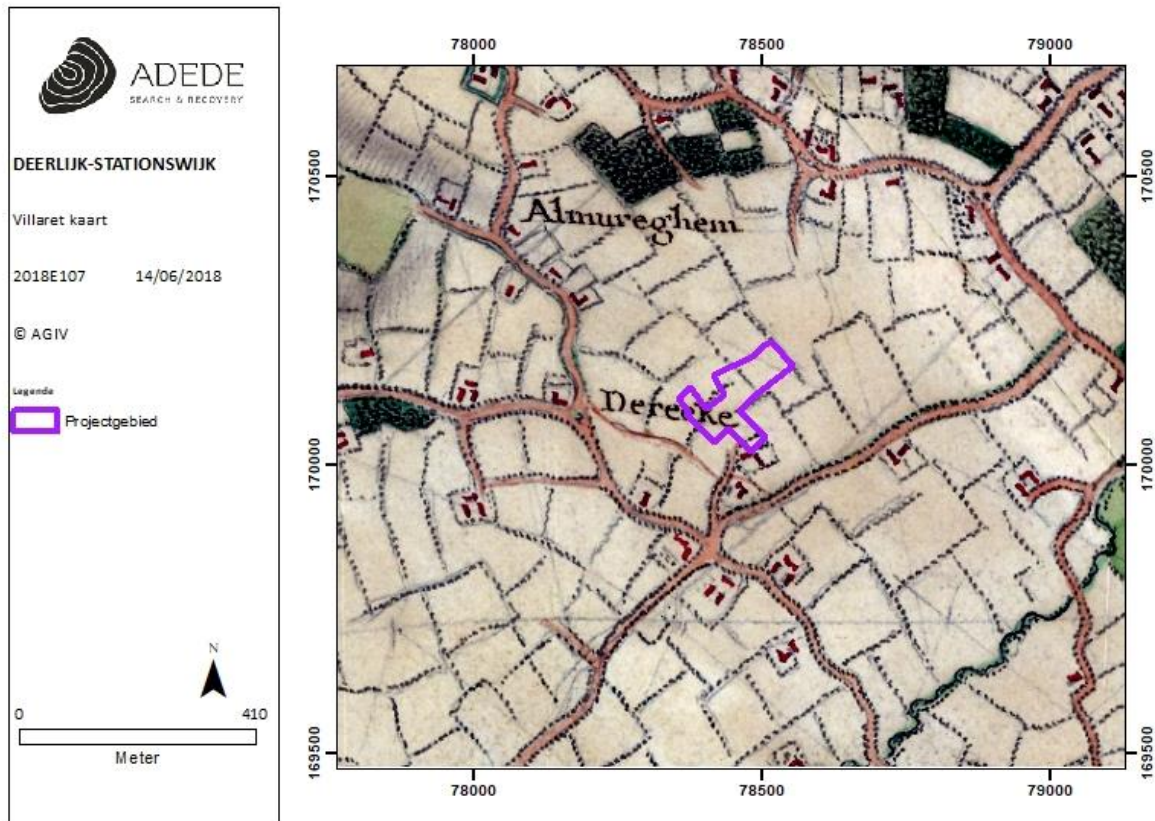 ADEDE
SEARCH & RECOVERY
DEERLIJK-STATIONSWIJK
Villaret kaart
2018E107 14/06/2018
© AGIV
Legende
Projectgebied
N
0 410
Meter
78000 78500 79000
170500 170500
Almureghem
Derecke
170000 170000
169500 169500
78000 78500 79000